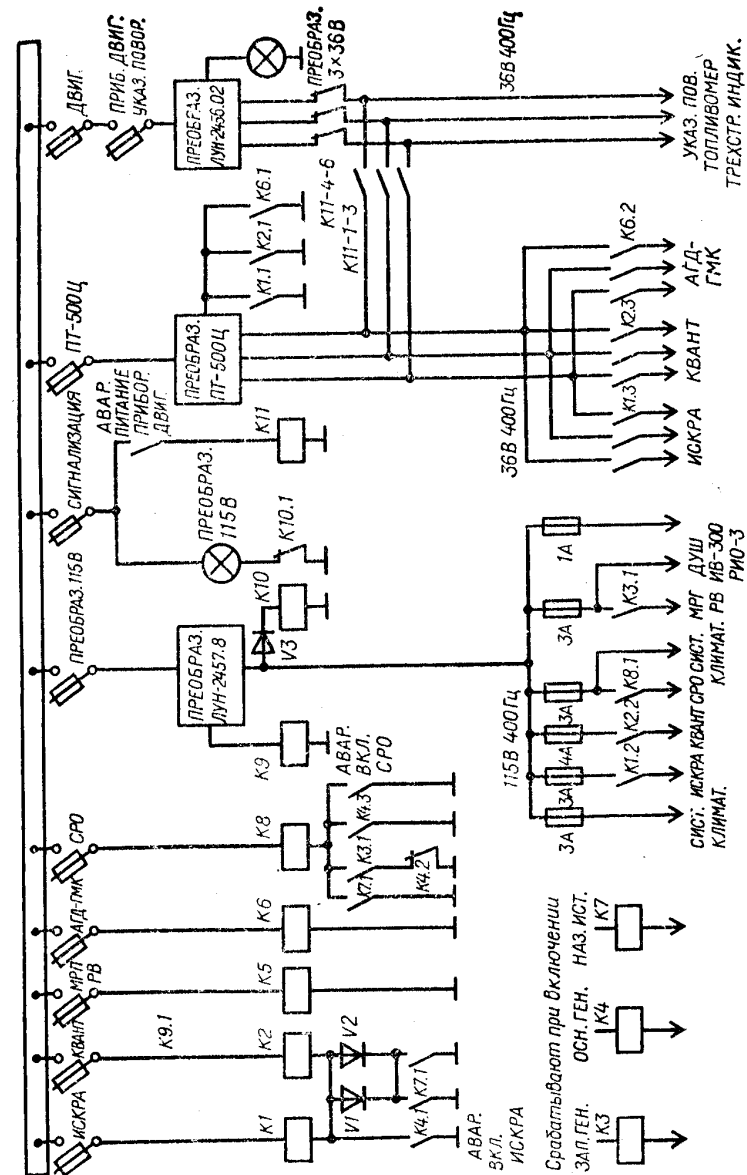 ИСКРА
КВАНТ
МРП
РВ
АГД-ГМК
СРО
ПРЕОБРАЗ. 115В
СИГНАЛИЗАЦИЯ
ПТ-500Ц
ДВИГ.
ПРИБ. ДВИГ.
УКАЗ. ПОВОР.
К9.1
АВАР.
ПИТАНИЕ
ПРИБОР.
ДВИГ.
ПРЕОБРАЗ.
ЛУН-2457.8
ПРЕОБРАЗ.
115В
ПРЕОБРАЗ.
ПТ-500Ц
ПРЕОБРАЗ.
ЛУН-2456.02
ПРЕОБРАЗ.
3×36В
К1
К2
К5
К6
К8
К9
К10
К10.1
К11
К1.1
К2.1
К6.1
V1
V2
V3
К4.1
К7.1
К7.1
К3.1
К4.3
К4.2
АВАР.
ВКЛ.
СРО
АВАР.
ВКЛ.
ИСКРА
К11-1-3
К11-4-6
36В 400Гц
36В 400Гц
115В 400Гц
3А
3А
4А
3А
3А
1А
К1.2
К2.2
К8.1
К3.1
К1.3
К2.3
К6.2
СИСТ.
КЛИМАТ.
ИСКРА
КВАНТ
СРО
СИСТ.
КЛИМАТ.
МРГ
РВ
ДУШ
ИВ-300
РИО-3
ИСКРА
КВАНТ
АГД-
ГМК
УКАЗ. ПОВ.
ТОПЛИВОМЕР
ТРЕХСТР. ИНДИК.
Срабатывают при включении
ЗАП. ГЕН.
ОСН. ГЕН.
НАЗ. ИСТ.
К3
К4
К7